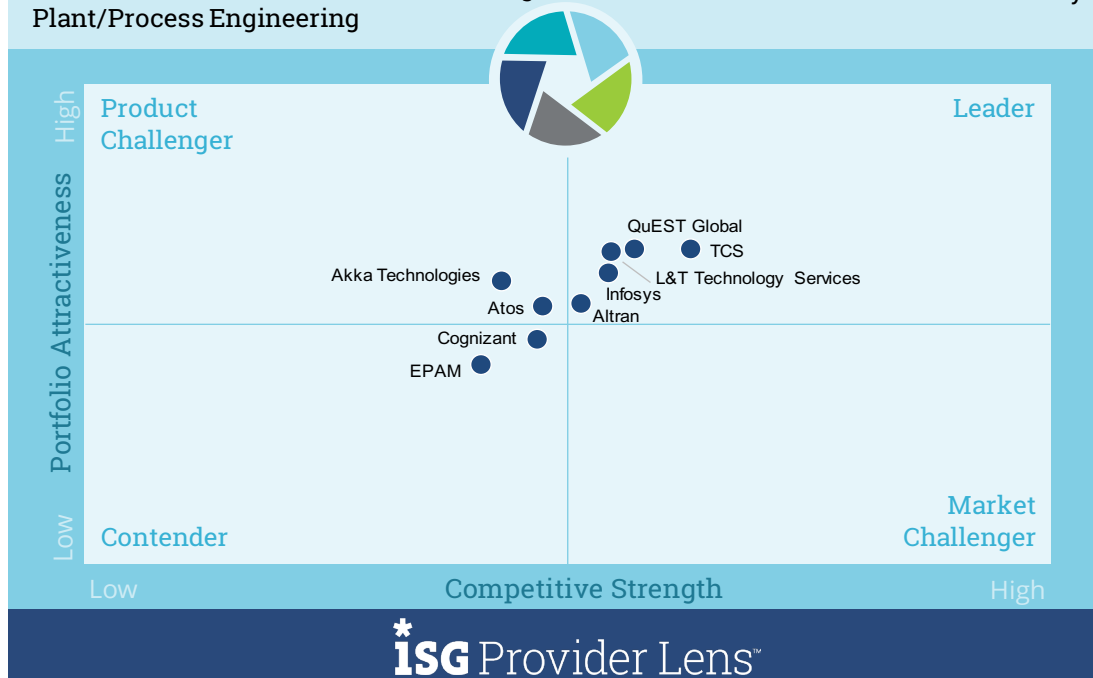 Plant/Process Engineering
High
Product
Challenger
Leader
Portfolio Attractiveness
QuEST Global
TCS
L&T Technology Services
Akka Technologies
Infosys
Atos
Altran
Cognizant
EPAM
Low
Contender
Market
Challenger
Low
Competitive Strength
High
ISG Provider Lens™